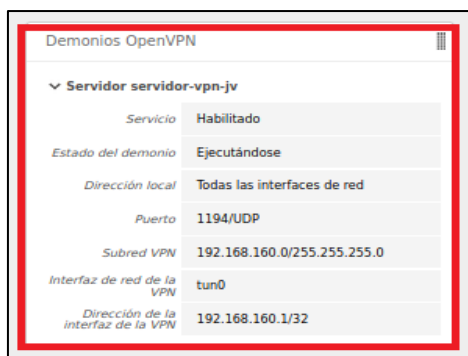 Demonios OpenVPN
Servidor servidor-vpn-jv
Servicio Habilitado
Estado del demonio Ejecutándose
Dirección local Todas las interfaces de red
Puerto 1194/UDP
Subred VPN 192.168.160.0/255.255.255.0
Interfaz de red de la
VPN tun0
Dirección de la
interfaz de la VPN 192.168.160.1/32